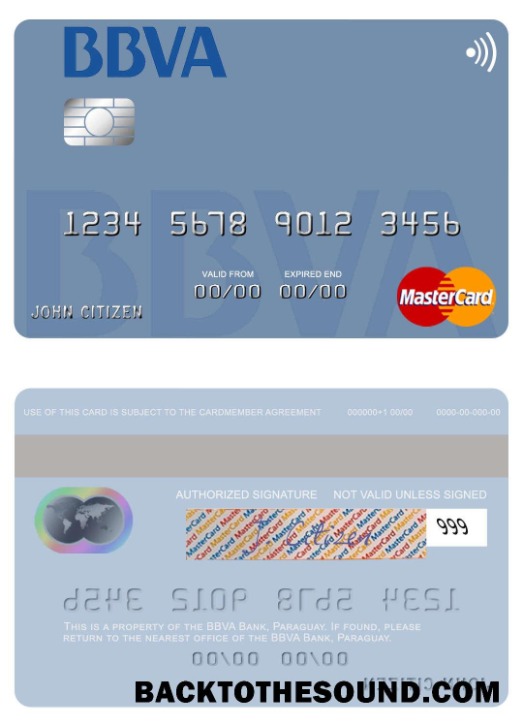 BBVA
1234 5678 9012 3456
VALID FROM EXPIRED END
00/00 00/00
JOHN CITIZEN
MasterCard
USE OF THIS CARD IS SUBJECT TO THE CARDMEMBER AGREEMENT 000000+1 00/00 0000-00-000-00
AUTHORIZED SIGNATURE NOT VALID UNLESS SIGNED
J. Citizen 999
THIS IS A PROPERTY OF THE BBVA BANK, PARAGUAY. IF FOUND, PLEASE
RETURN TO THE NEAREST OFFICE OF THE BBVA BANK, PARAGUAY.
BACKTOTHESOUND.COM